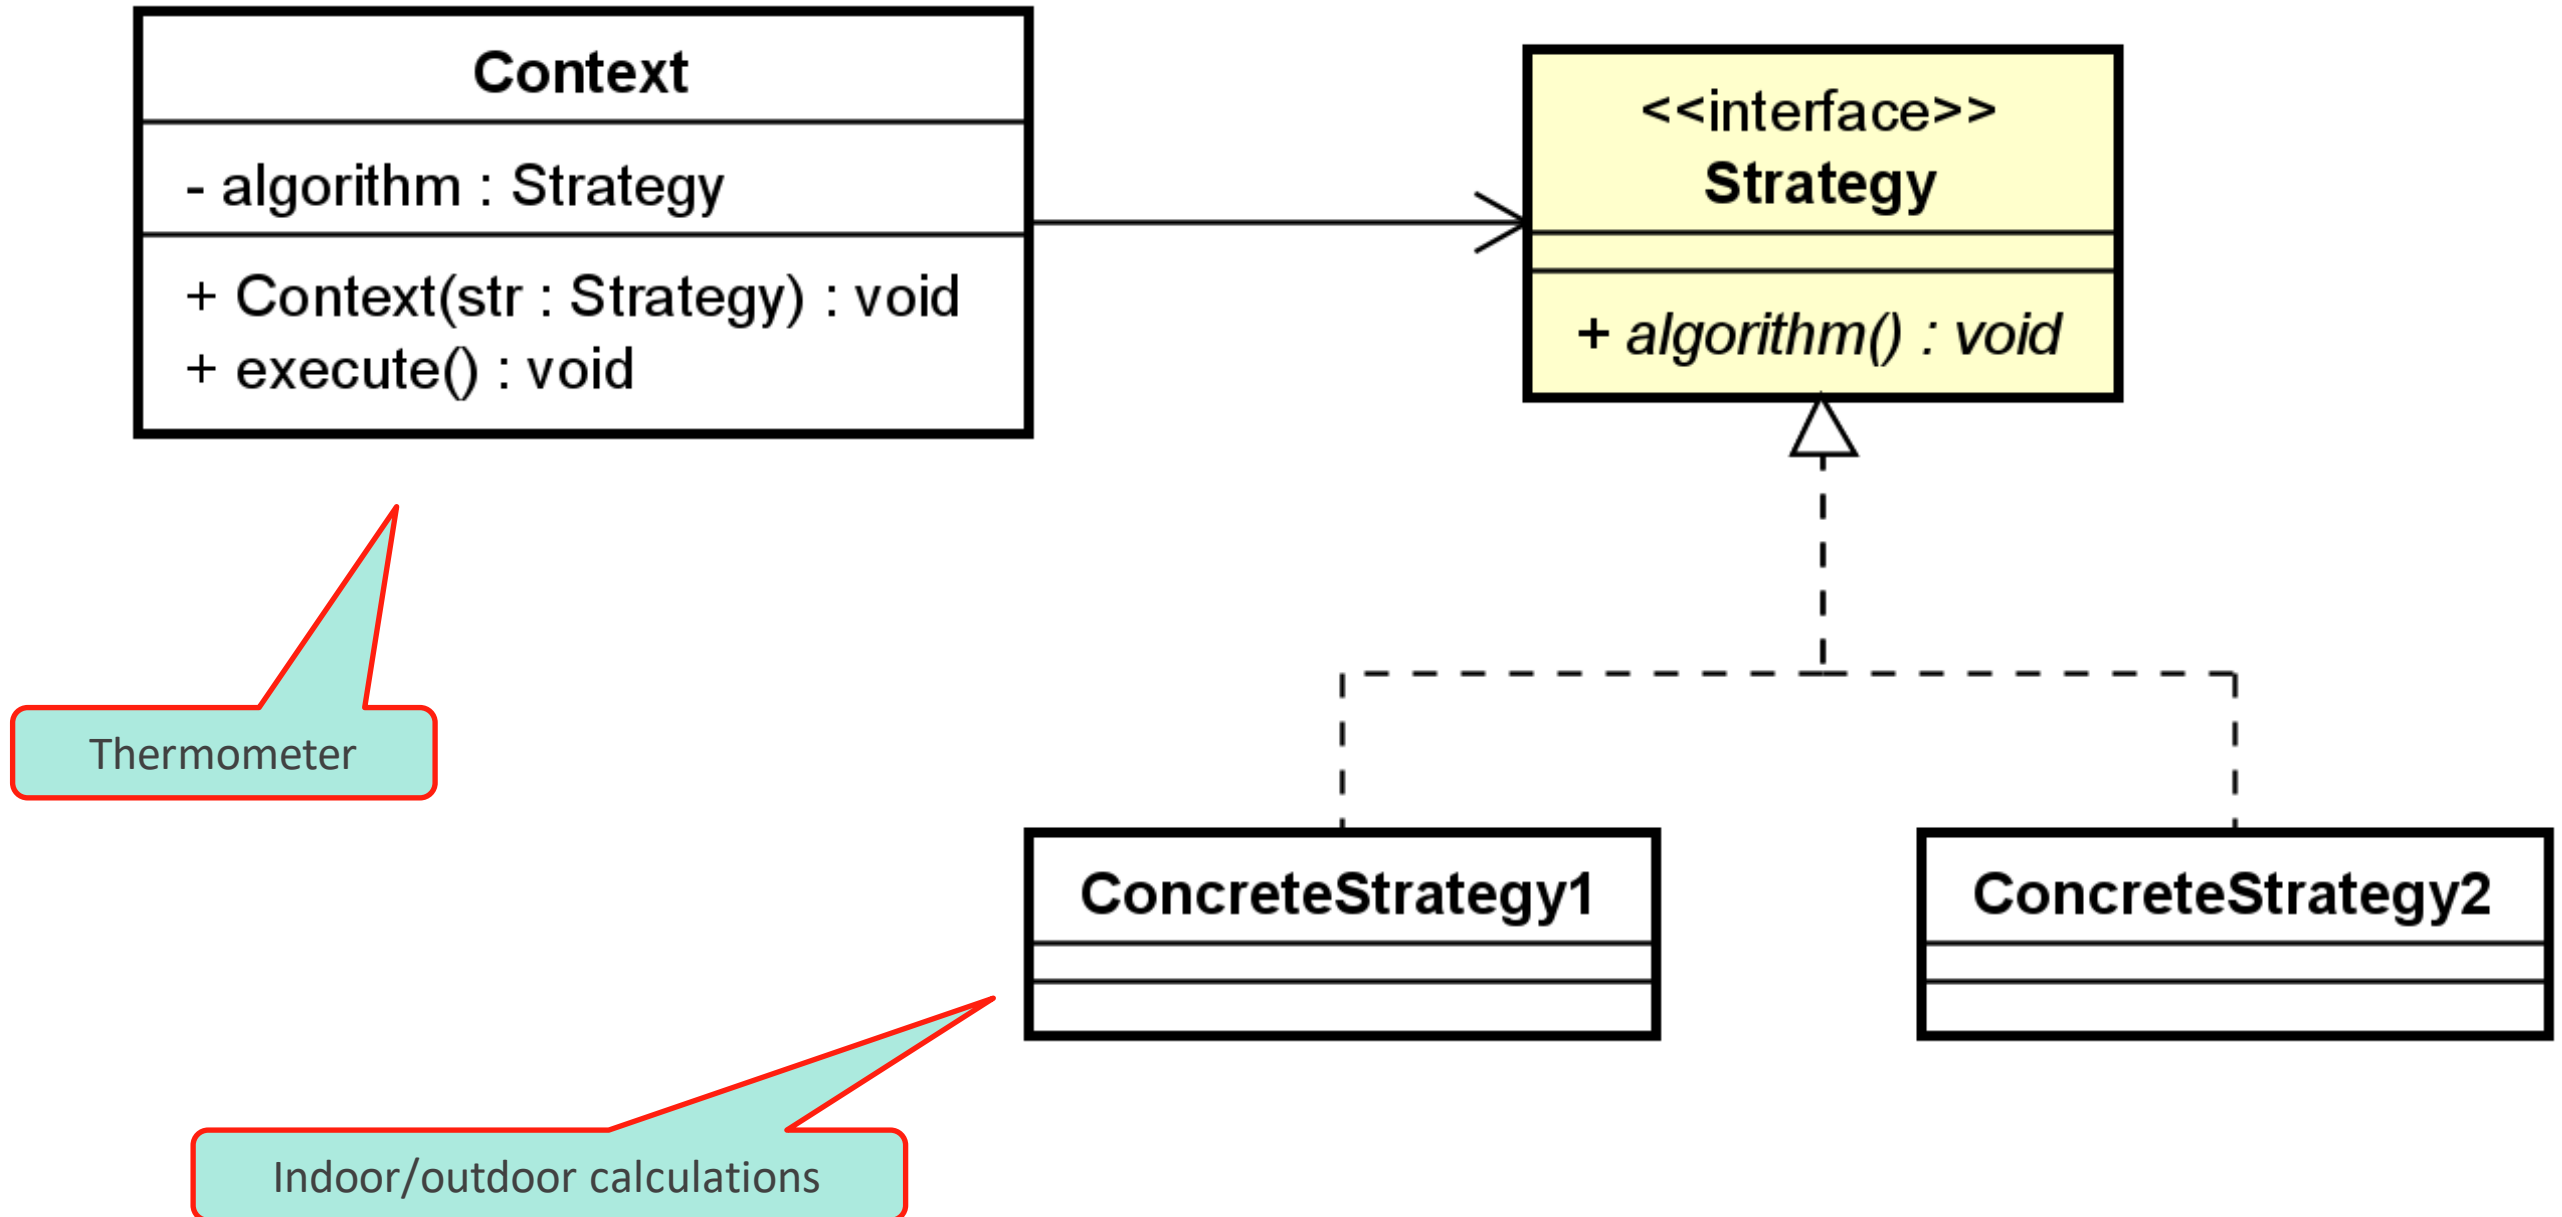 Context
- algorithm : Strategy
+ Context(str : Strategy) : void
+ execute() : void
<<interface>>
Strategy
+ algorithm() : void
Thermometer
ConcreteStrategy1
ConcreteStrategy2
Indoor/outdoor calculations